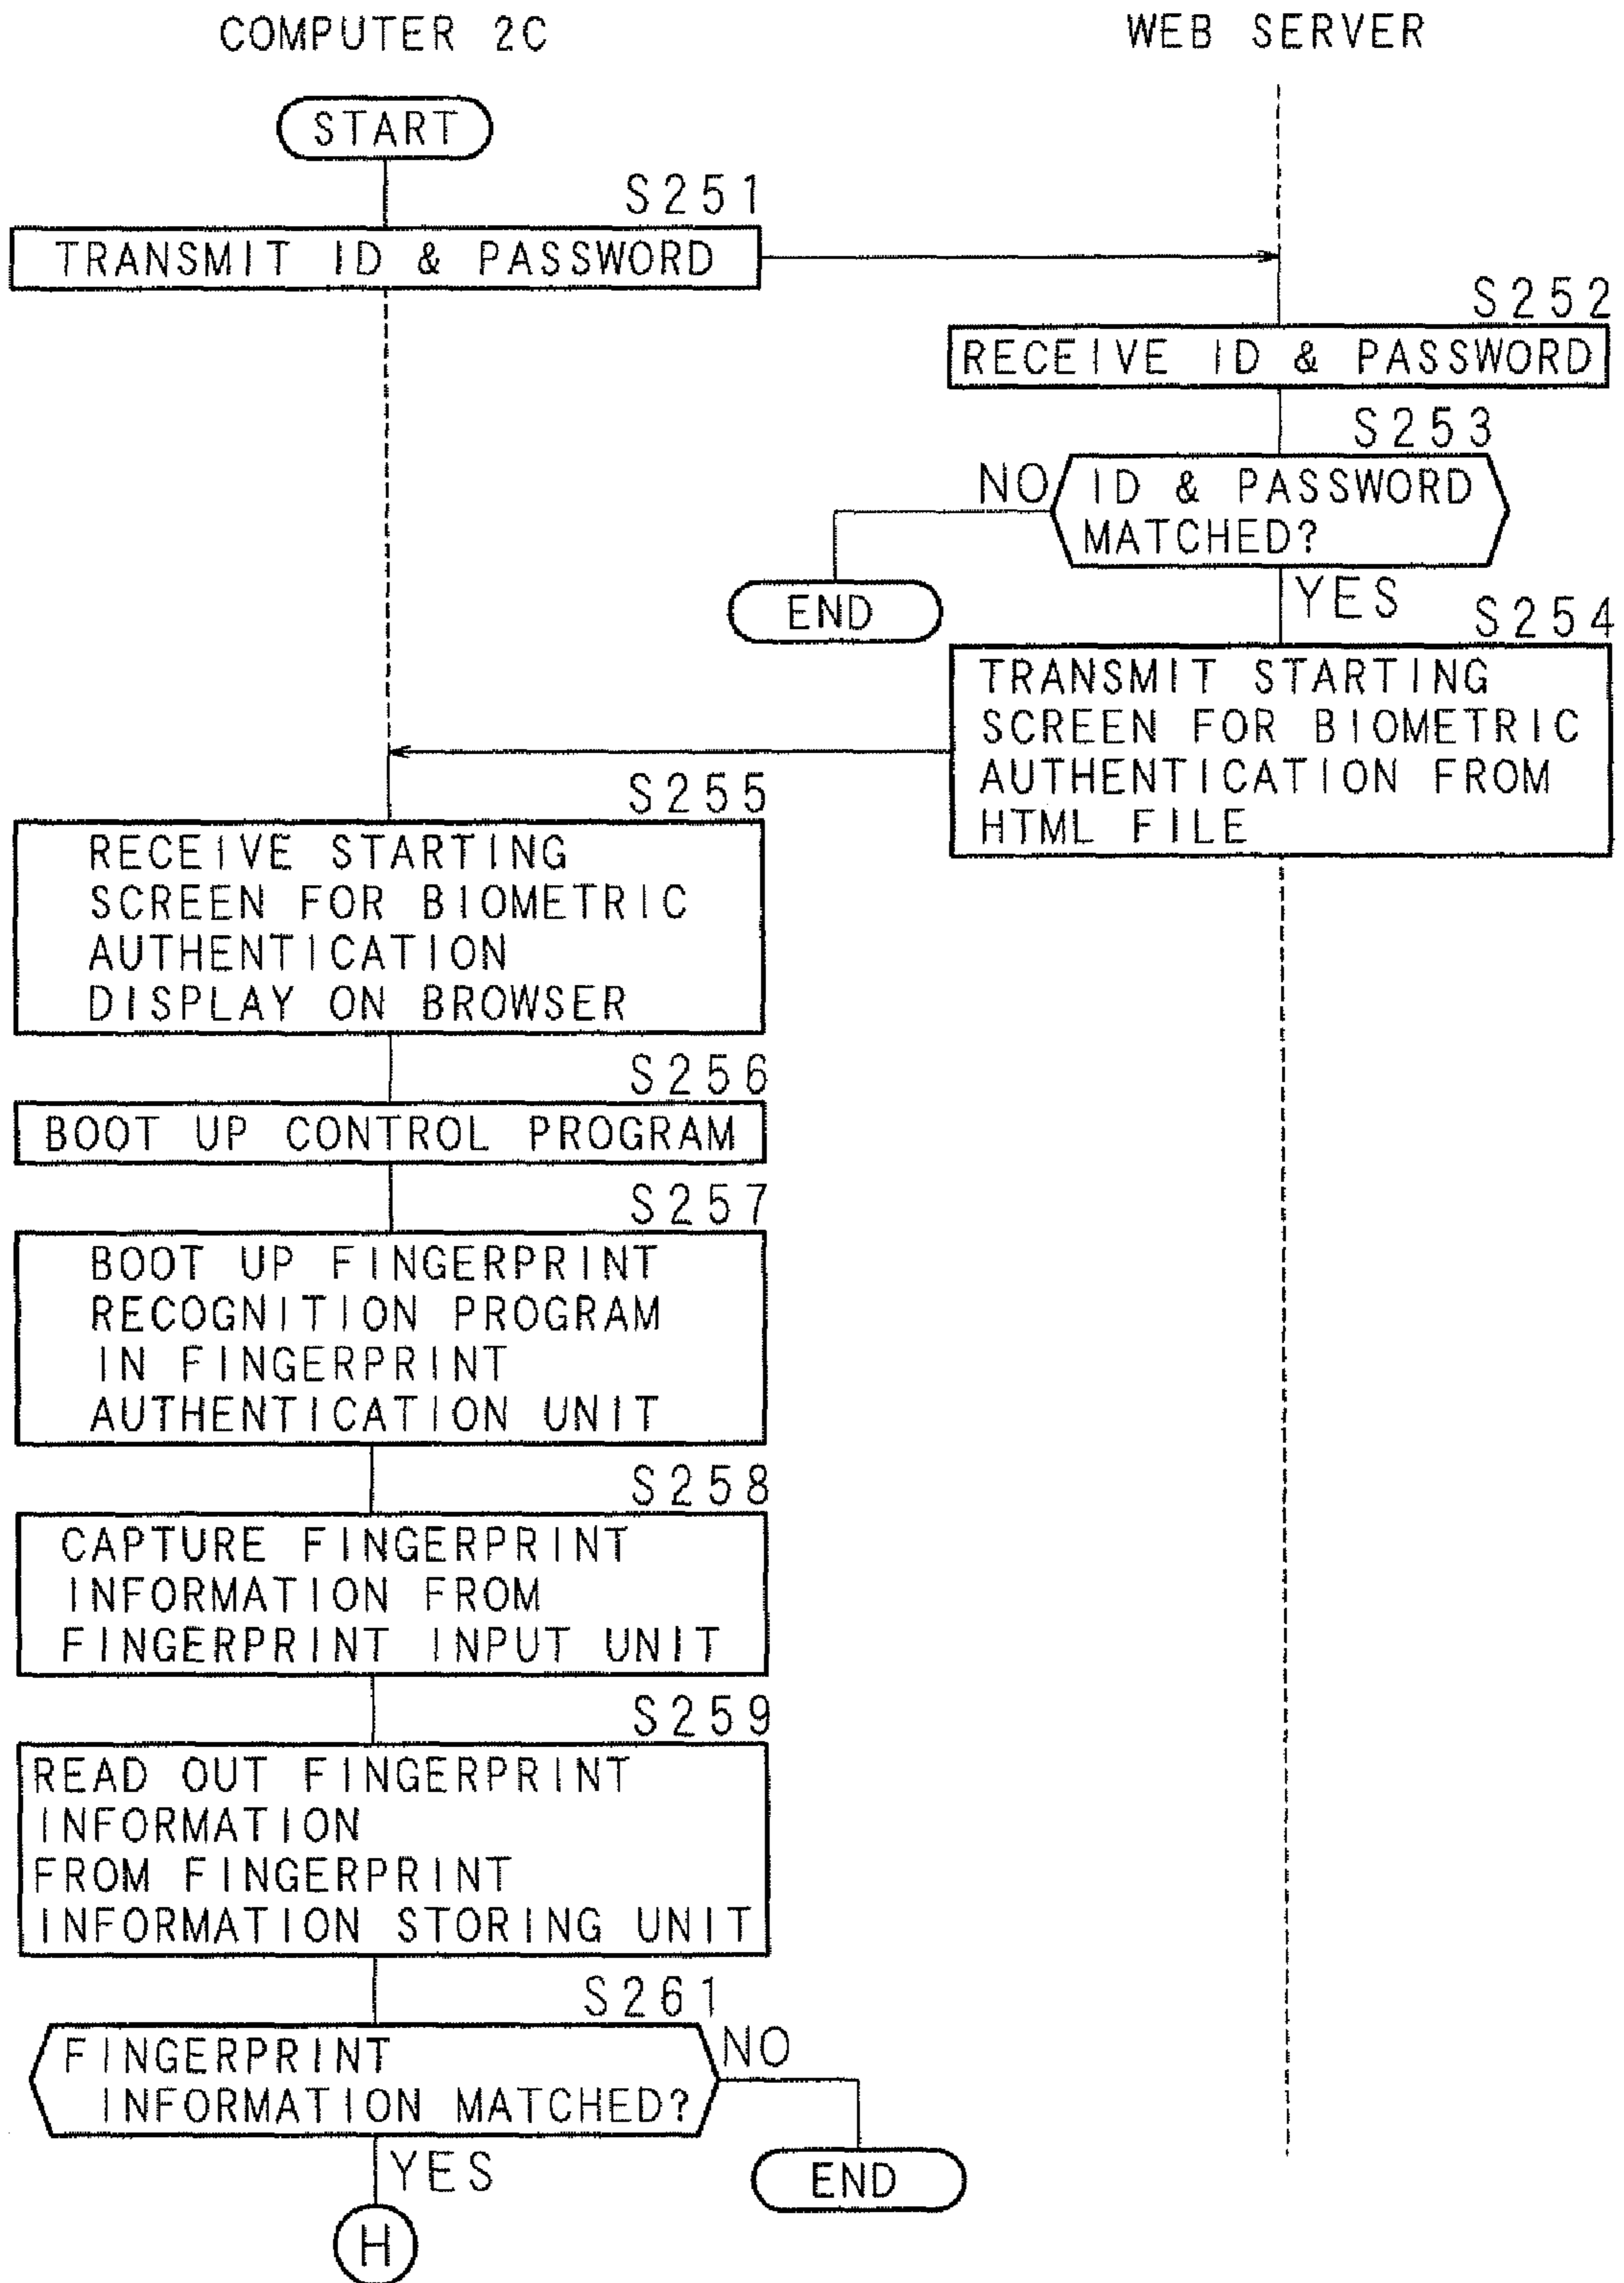 COMPUTER 2C
WEB SERVER
START
S251
TRANSMIT ID & PASSWORD
S252
RECEIVE ID & PASSWORD
S253
NO
ID & PASSWORD
MATCHED?
END
YES
S254
TRANSMIT STARTING
SCREEN FOR BIOMETRIC
AUTHENTICATION FROM
HTML FILE
S255
RECEIVE STARTING
SCREEN FOR BIOMETRIC
AUTHENTICATION
DISPLAY ON BROWSER
S256
BOOT UP CONTROL PROGRAM
S257
BOOT UP FINGERPRINT
RECOGNITION PROGRAM
IN FINGERPRINT
AUTHENTICATION UNIT
S258
CAPTURE FINGERPRINT
INFORMATION FROM
FINGERPRINT INPUT UNIT
S259
READ OUT FINGERPRINT
INFORMATION
FROM FINGERPRINT
INFORMATION STORING UNIT
S261
FINGERPRINT
INFORMATION MATCHED?
NO
YES
END
H